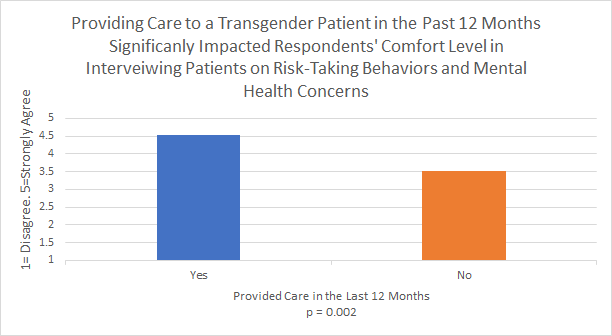 Providing Care to a Transgender Patient in the Past 12 Months
Significanly Impacted Respondents' Comfort Level in
Interveiwing Patients on Risk-Taking Behaviors and Mental
Health Concerns
1= Disagree. 5=Strongly Agree
5
4.5
4
3.5
3
2.5
2
1.5
1
Yes
No
Provided Care in the Last 12 Months
p = 0.002